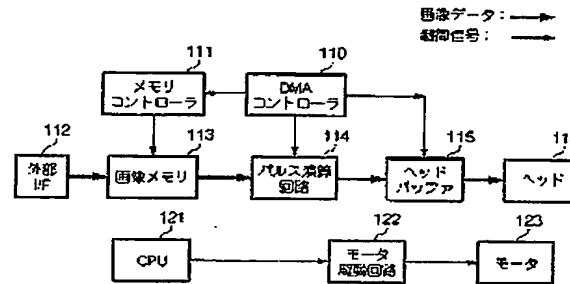 画像データ：
制御信号：
111
110
メモリ
コントローラ
DMA
コントローラ
112
113
114
115
11
外部
I/F
画像メモリ
パルス演算
回路
ヘッド
バッファ
ヘッド
121
122
123
CPU
モータ
駆動回路
モータ